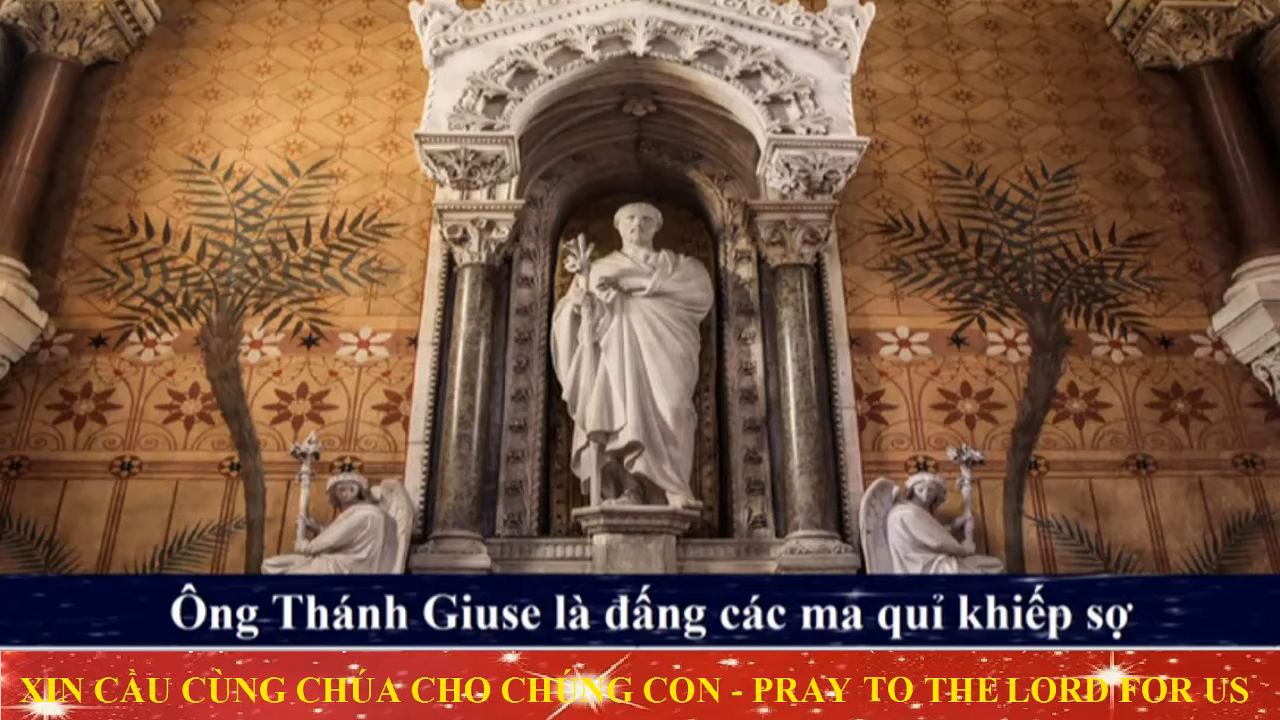 Ông Thánh Giuse là đấng các ma quỉ khiếp sợ
XIN CẦU CÙNG CHÚA CHO CHÚNG CON - PRAY TO THE LORD FOR US